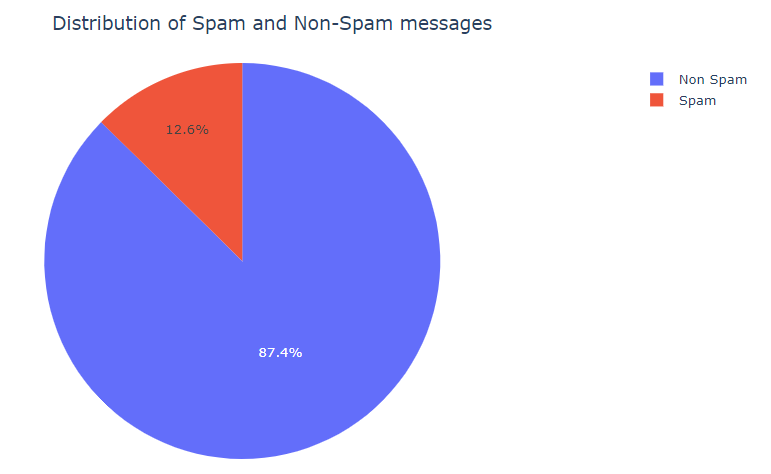 Distribution of Spam and Non-Spam messages
Non Spam
Spam
12.6%
87.4%